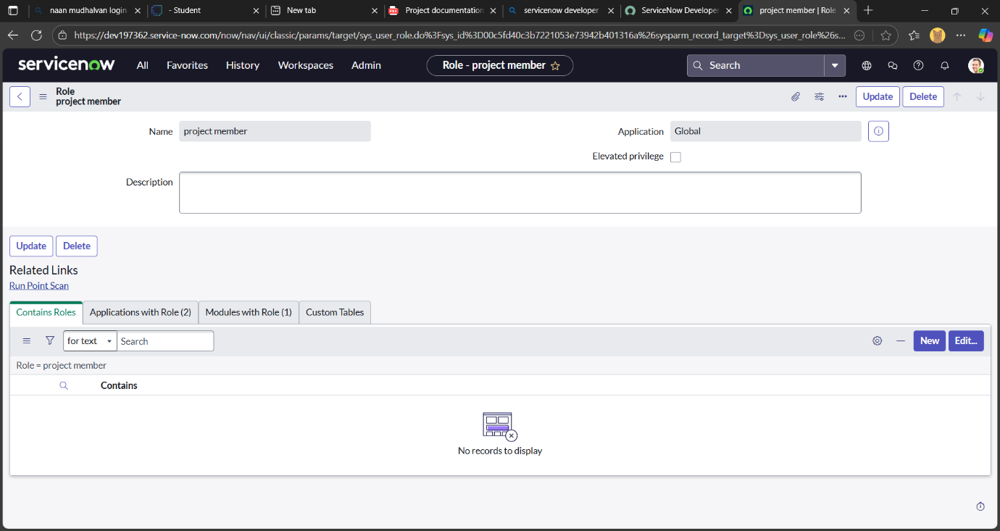 naan mudhalvan login
- Student
New tab
Project documentation
servicenow developer
ServiceNow Developer
project member | Role
https://dev197362.service-now.com/now/nav/ui/classic/params/target/sys_user_role.do%3Fsys_id%3D00c5fd40c3b7221053e73942b401316a%26sysparm_record_target%3Dsys_user_role%26s...
servicenow
All
Favorites
History
Workspaces
Admin
Role - project member
Search
Role
project member
Update
Delete
Name
project member
Application
Global
Elevated privilege
Description
Update
Delete
Related Links
Run Point Scan
Contains Roles
Applications with Role (2)
Modules with Role (1)
Custom Tables
for text
Search
New
Edit...
Role = project member
Contains
No records to display